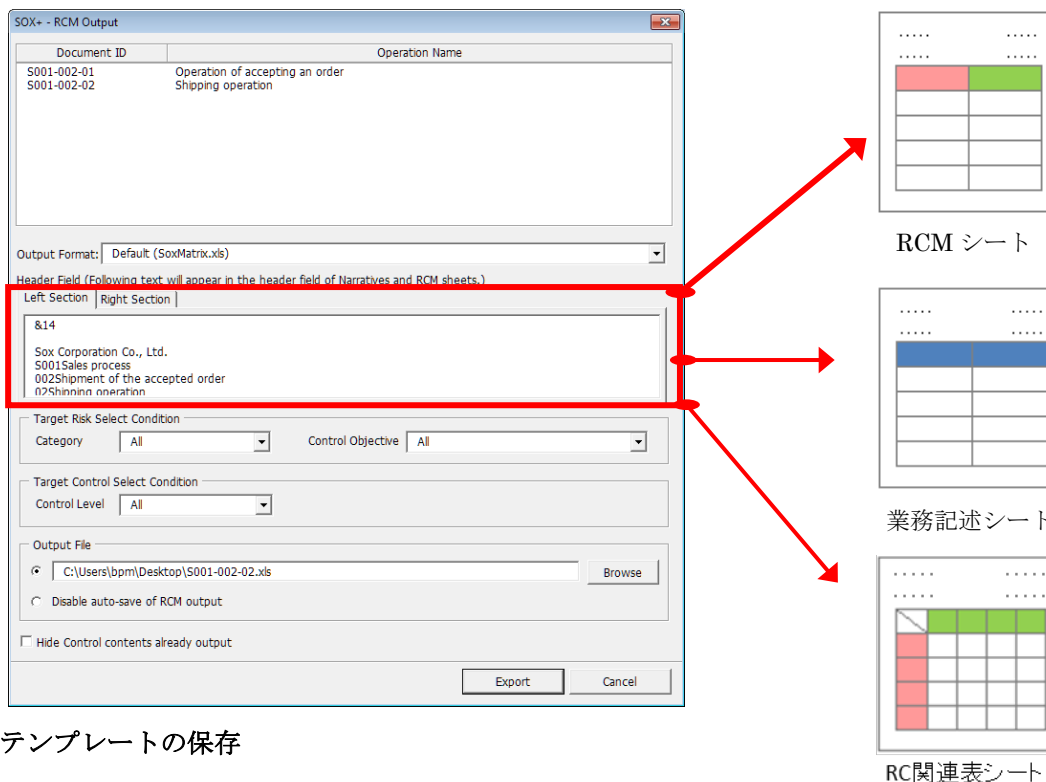 SOX+ - RCM Output
Document ID Operation Name
S001-002-01 Operation of accepting an order
S001-002-02 Shipping operation
Output Format: Default (SoxMatrix.xls)
Header Field (Following text will appear in the header field of Narratives and RCM sheets.)
Left Section Right Section
&14
Sox Corporation Co., Ltd.
S001Sales process
002Shipment of the accepted order
02Shipping operation
Target Risk Select Condition
Category All Control Objective All
Target Control Select Condition
Control Level All
Output File
C:\Users\bpm\Desktop\S001-002-02.xls Browse
Disable auto-save of RCM output
Hide Control contents already output
Export Cancel
テンプレートの保存
..... .....
..... .....
RCM シート
..... .....
..... .....
業務記述シート
..... .....
..... .....
RC関連表シート